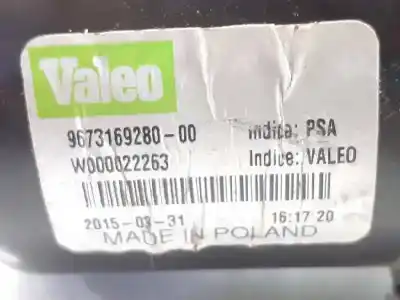 Valeo
9673169280-00 Indice: PSA
W000022263 Indice: VALEO
2015-03-31 16:17 20
MADE IN POLAND